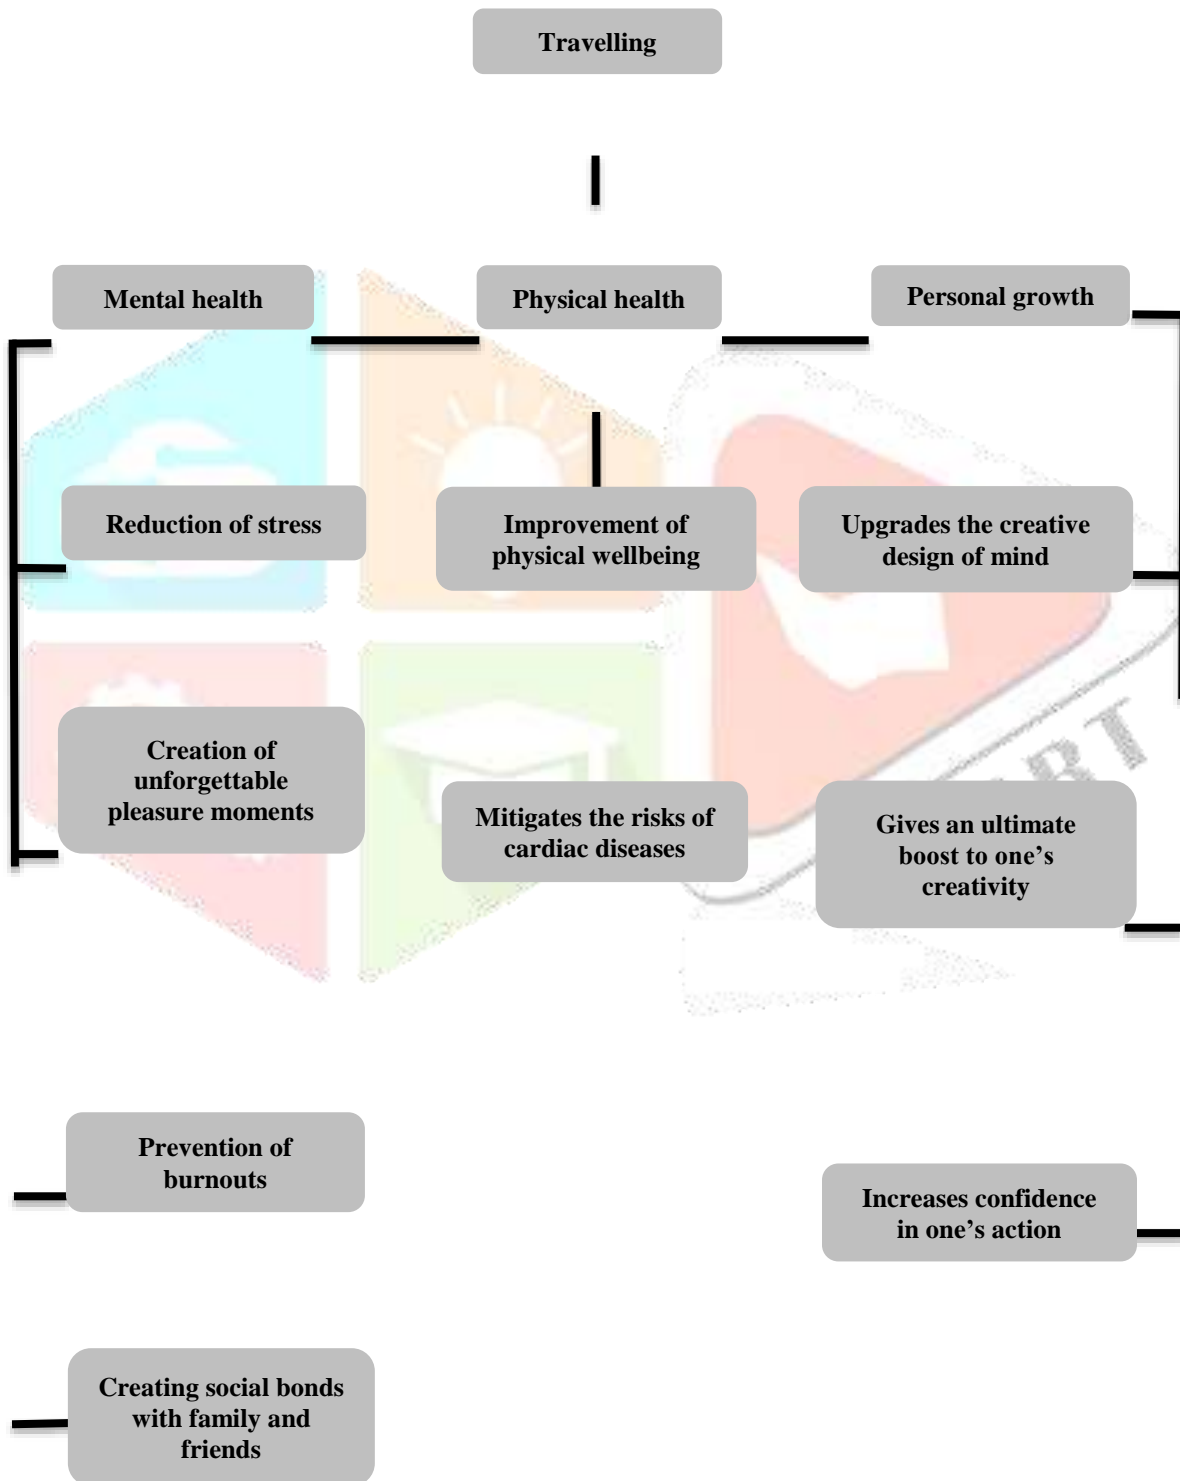 Travelling
Mental health
Physical health
Personal growth
Reduction of stress
Improvement of
physical wellbeing
Upgrades the creative
design of mind
Creation of
unforgettable
pleasure moments
Mitigates the risks of
cardiac diseases
Gives an ultimate
boost to one’s
creativity
Prevention of
burnouts
Increases confidence
in one’s action
Creating social bonds
with family and
friends